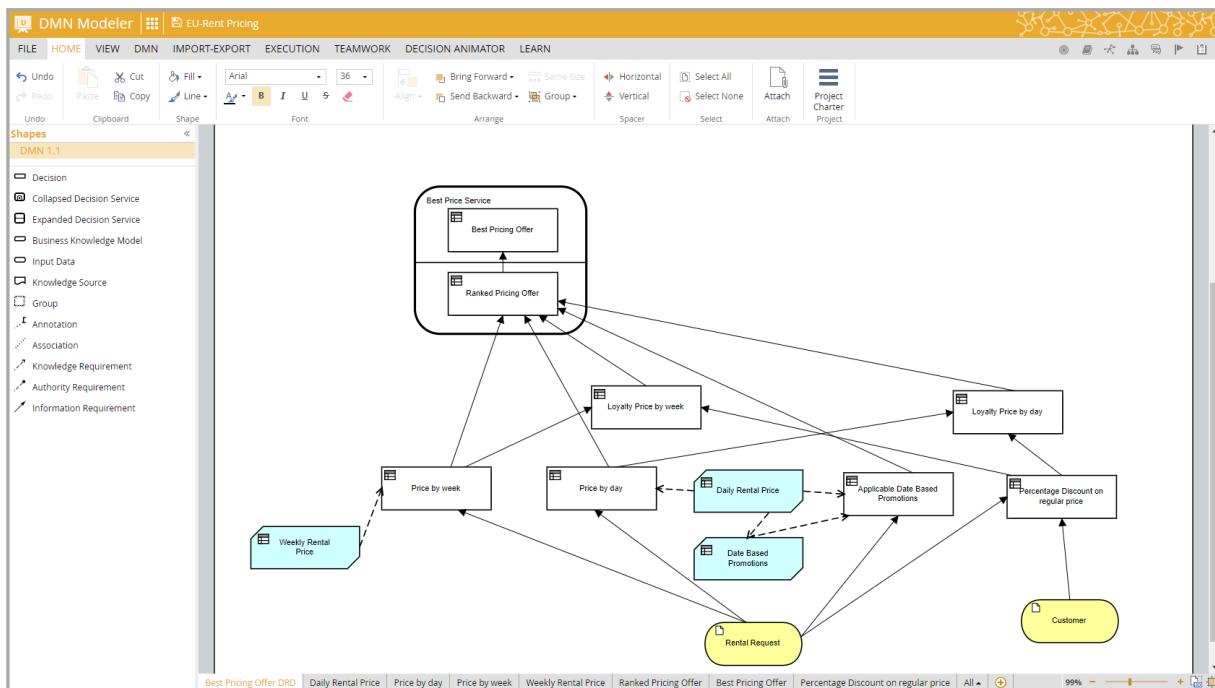 DMN Modeler EU-Rent Pricing
FILE HOME VIEW DMN IMPORT-EXPORT EXECUTION TEAMWORK DECISION ANIMATOR LEARN
Undo Cut Fill Arial 36 Bring Forward Same Size Horizontal Select All
Redo Paste Copy Line A B I U S Align Send Backward Group Vertical Select None Attach Project
Charter
Undo Clipboard Shape Font Arrange Spacer Select Attach Project
Shapes «
DMN 1.1
Decision
Collapsed Decision Service
Expanded Decision Service
Business Knowledge Model
Input Data
Knowledge Source
Group
Annotation
Association
Knowledge Requirement
Authority Requirement
Information Requirement
Best Price Service
Best Pricing Offer
Ranked Pricing Offer
Loyalty Price by week
Loyalty Price by day
Price by week
Price by day
Daily Rental Price
Applicable Date Based
Promotions
Percentage Discount on
regular price
Weekly Rental
Price
Date Based
Promotions
Rental Request
Customer
Best Pricing Offer DRD Daily Rental Price Price by day Price by week Weekly Rental Price Ranked Pricing Offer Best Pricing Offer Percentage Discount on regular price All 99% − +